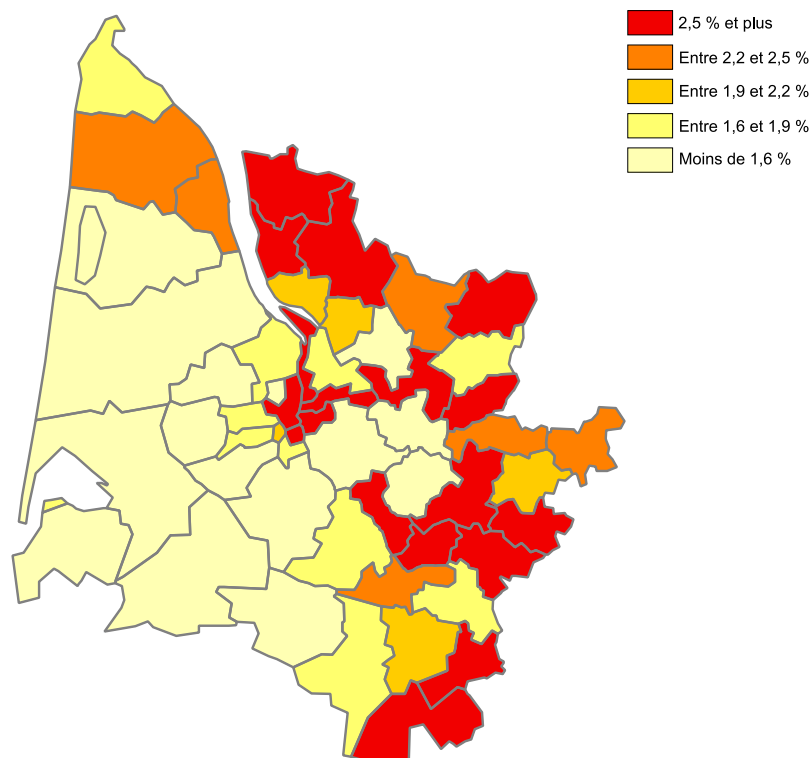 2,5 % et plus
Entre 2,2 et 2,5 %
Entre 1,9 et 2,2 %
Entre 1,6 et 1,9 %
Moins de 1,6 %